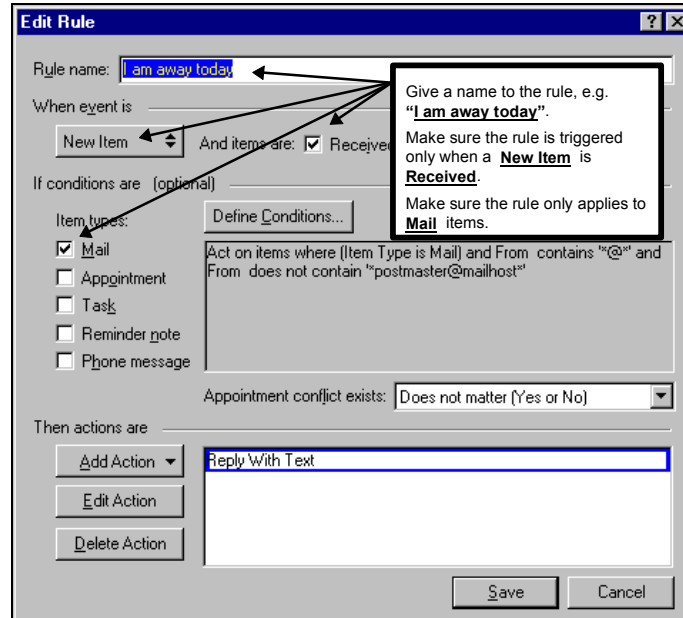 Edit Rule
Rule name: I am away today
When event is
New Item And items are: Received
Give a name to the rule, e.g.
“I am away today”.
Make sure the rule is triggered
only when a New Item is
Received.
Make sure the rule only applies to
Mail items.
If conditions are (optional)
Item types: Define Conditions...
Mail
Appointment
Task
Reminder note
Phone message
Act on items where (Item Type is Mail) and From contains '*@*' and
From does not contain '*postmaster@mailhost*'
Appointment conflict exists: Does not matter (Yes or No)
Then actions are
Add Action
Edit Action
Delete Action
Reply With Text
Save Cancel